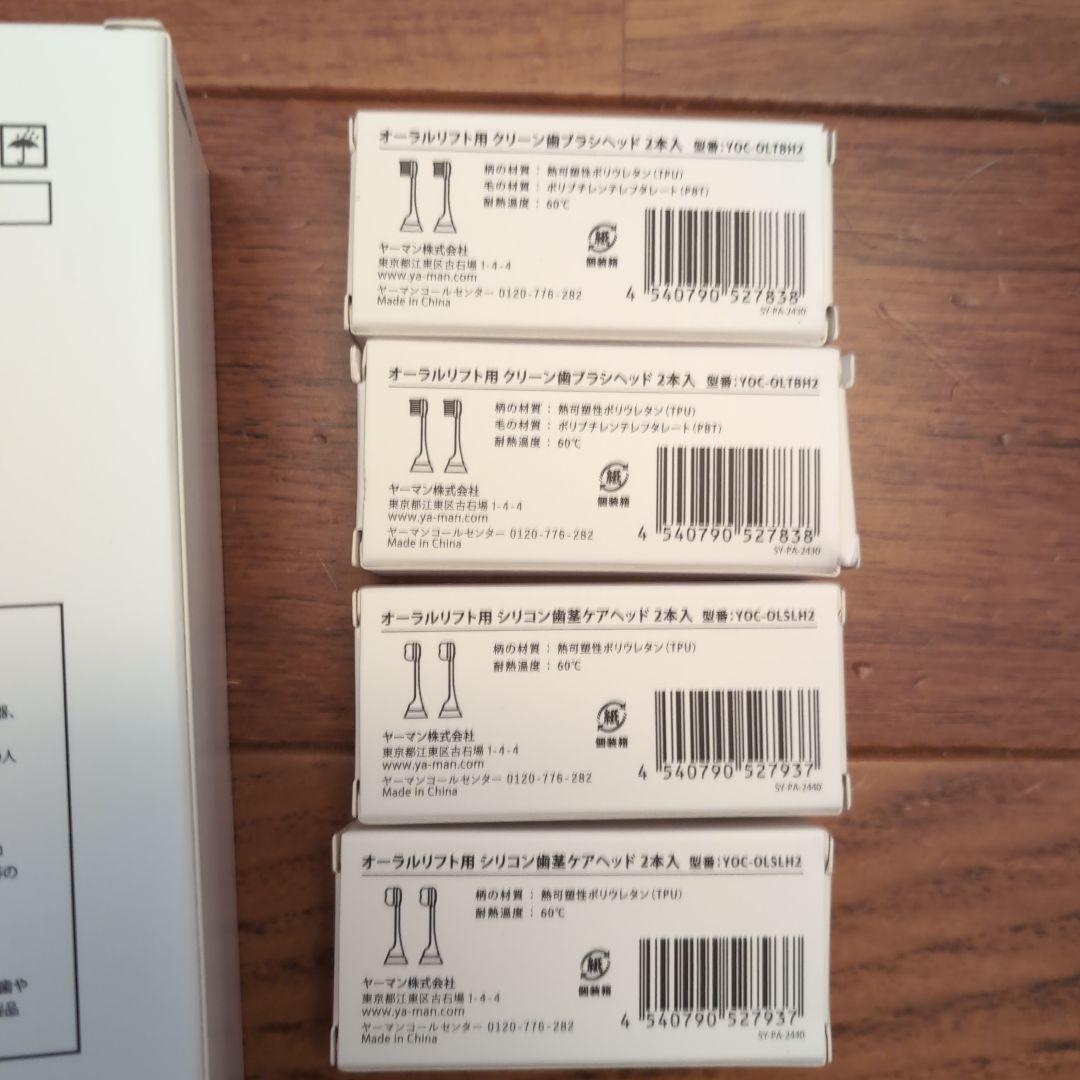 オーラルリフト用 クリーン歯ブラシヘッド 2本入 型番:YOC-OLTBH2
柄の材質 : 熱可塑性ポリウレタン(TPU)
毛の材質 : ポリブチレンテレフタレート(PBT)
耐熱温度 : 60℃
紙
個装箱
ヤーマン株式会社
東京都江東区古石場 1-4-4
www.ya-man.com
ヤーマンコールセンター 0120-776-282
Made in China
4 540790 527838
SY-PA-2430
オーラルリフト用 クリーン歯ブラシヘッド 2本入 型番:YOC-OLTBH2
柄の材質 : 熱可塑性ポリウレタン(TPU)
毛の材質 : ポリブチレンテレフタレート(PBT)
耐熱温度 : 60℃
紙
個装箱
ヤーマン株式会社
東京都江東区古石場 1-4-4
www.ya-man.com
ヤーマンコールセンター 0120-776-282
Made in China
4 540790 527838
SY-PA-2430
オーラルリフト用 シリコン歯茎ケアヘッド 2本入 型番:YOC-OLSLH2
柄の材質 : 熱可塑性ポリウレタン(TPU)
耐熱温度 : 60℃
紙
個装箱
ヤーマン株式会社
東京都江東区古石場 1-4-4
www.ya-man.com
ヤーマンコールセンター 0120-776-282
Made in China
4 540790 527937
SY-PA-2440
オーラルリフト用 シリコン歯茎ケアヘッド 2本入 型番:YOC-OLSLH2
柄の材質 : 熱可塑性ポリウレタン(TPU)
耐熱温度 : 60℃
紙
個装箱
ヤーマン株式会社
東京都江東区古石場 1-4-4
www.ya-man.com
ヤーマンコールセンター 0120-776-282
Made in China
4 540790 527937
SY-PA-2440